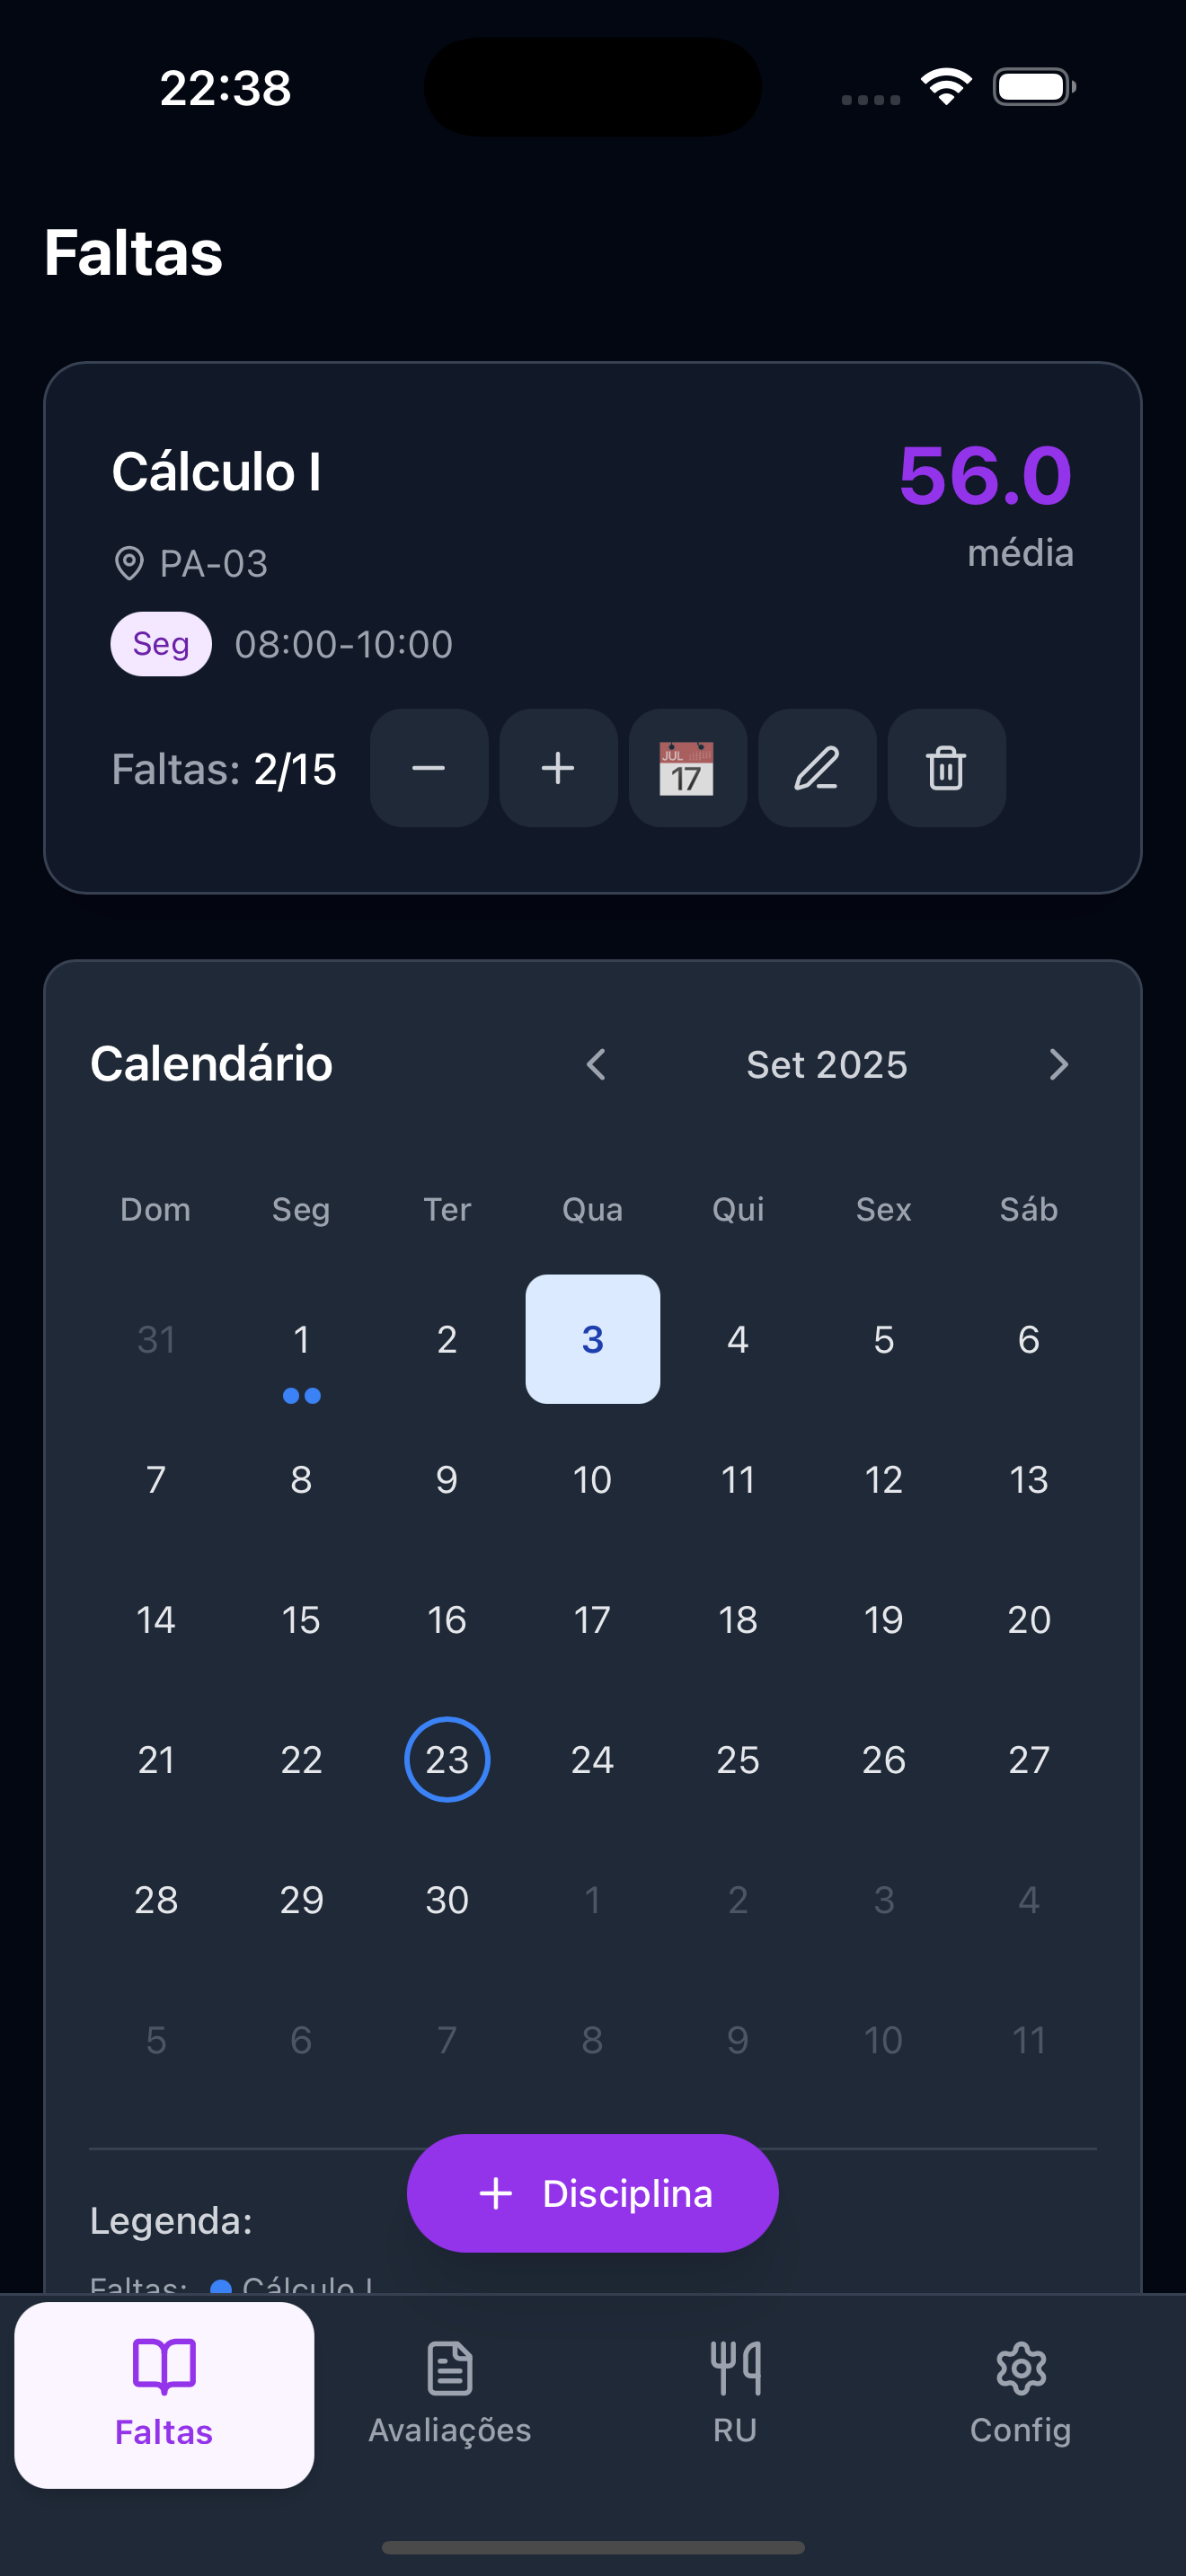 22:38
Faltas
Cálculo I
56.0
média
PA-03
Seg 08:00-10:00
Faltas: 2/15
JUL
17
Calendário
Set 2025
Dom Seg Ter Qua Qui Sex Sáb
31 1 2 3 4 5 6
7 8 9 10 11 12 13
14 15 16 17 18 19 20
21 22 23 24 25 26 27
28 29 30 1 2 3 4
5 6 7 8 9 10 11
Disciplina
Legenda:
Faltas: Cálculo I
Faltas Avaliações RU Config